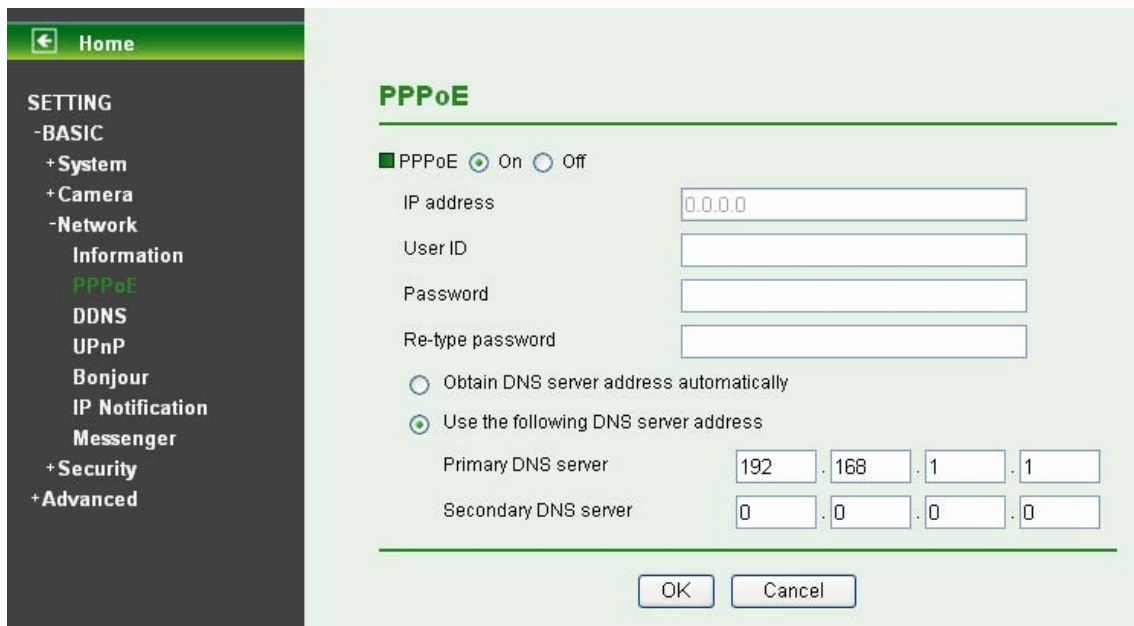 Home
SETTING
-BASIC
+System
+Camera
-Network
Information
PPPoE
DDNS
UPnP
Bonjour
IP Notification
Messenger
+Security
+Advanced
PPPoE
PPPoE On Off
IP address 0.0.0.0
User ID
Password
Re-type password
Obtain DNS server address automatically
Use the following DNS server address
Primary DNS server 192 . 168 . 1 . 1
Secondary DNS server 0 . 0 . 0 . 0
OK Cancel